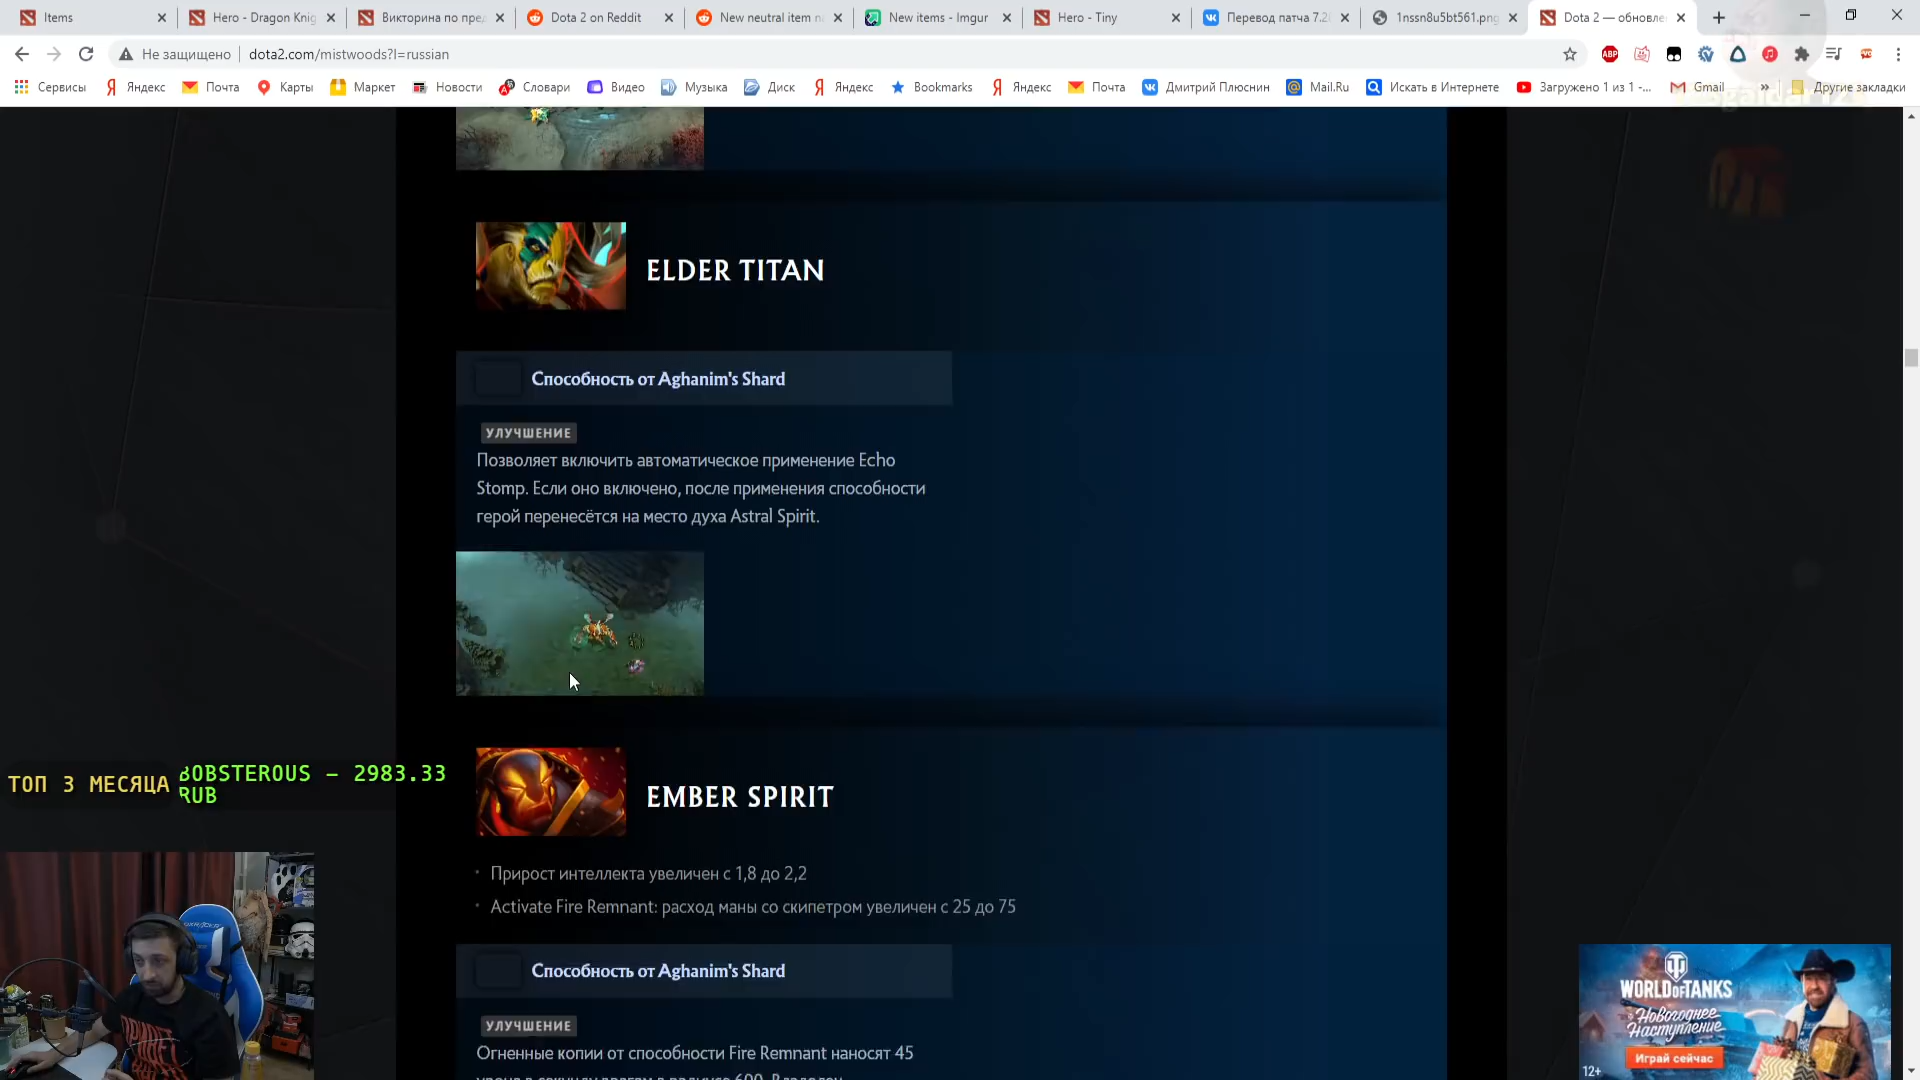 Items
Hero - Dragon Knig
Викторина по пред
Dota 2 on Reddit
New neutral item n
New items - Imgur
Hero - Tiny
Перевод патча 7.2
1nssn8u5bt561.png
Dota 2 — обновле
Не защищено
dota2.com/mistwoods?l=russian
ABP
Сервисы
Яндекс
Почта
Карты
Маркет
Новости
Словари
Видео
Музыка
Диск
Яндекс
Bookmarks
Яндекс
Почта
Дмитрий Плюснин
Mail.Ru
Искать в Интернете
Загружено 1 из 1 -...
Gmail
»
Другие закладки
ELDER TITAN
Способность от Aghanim's Shard
УЛУЧШЕНИЕ
Позволяет включить автоматическое применение Echo
Stomp. Если оно включено, после применения способности
герой перенесётся на место духа Astral Spirit.
EMBER SPIRIT
• Прирост интеллекта увеличен с 1,8 до 2,2
• Activate Fire Remnant: расход маны со скипетром увеличен с 25 до 75
Способность от Aghanim's Shard
УЛУЧШЕНИЕ
Огненные копии от способности Fire Remnant наносят 45
ТОП 3 МЕСЯЦА
BOBSTEROUS – 2983.33
RUB
WORLD OF TANKS
Новогоднее
Наступление
Играй сейчас
12+